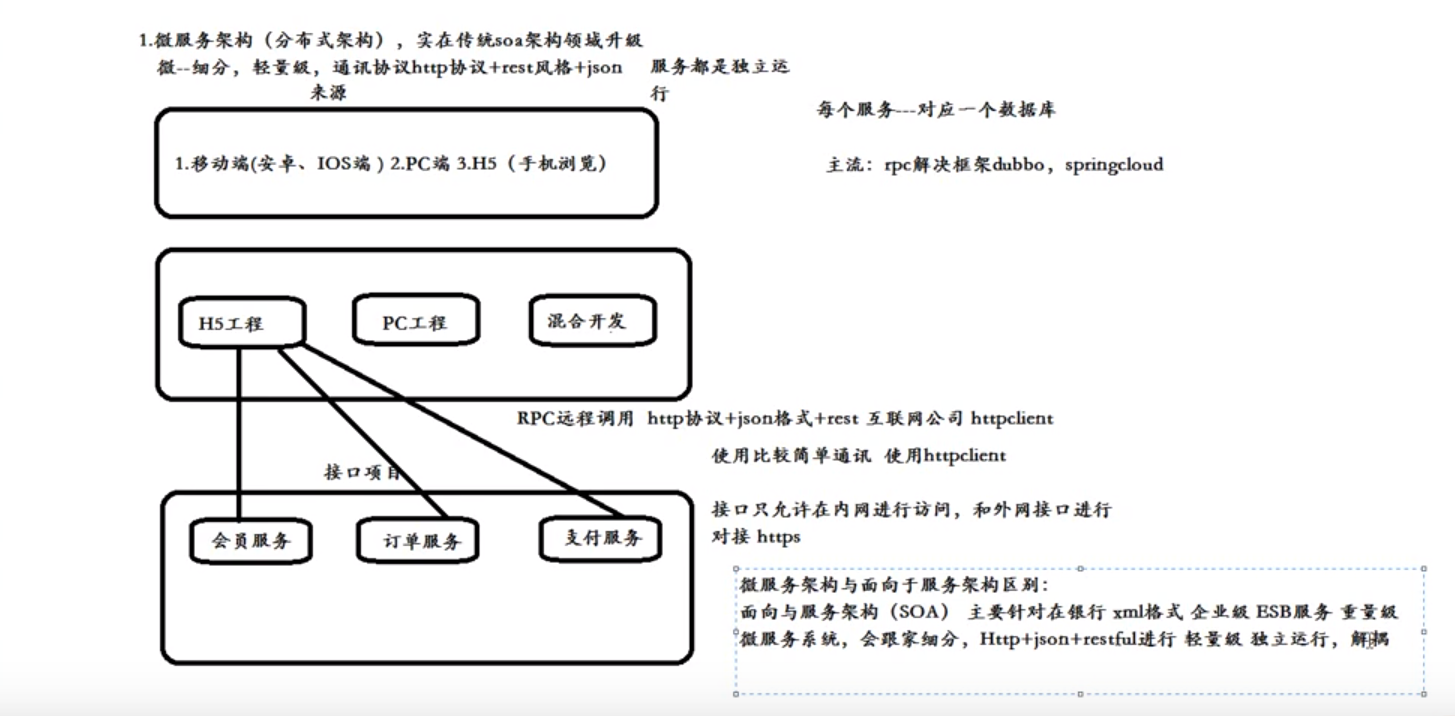 1.微服务架构（分布式架构），实在传统soa架构领域升级
微--细分，轻量级，通讯协议http协议+rest风格+json
服务都是独立运
行
来源
每个服务---对应一个数据库
1.移动端(安卓、IOS端 ) 2.PC端 3.H5（手机浏览）
主流：rpc解决框架dubbo，springcloud
H5工程
PC工程
混合开发
RPC远程调用 http协议+json格式+rest 互联网公司 httpclient
使用比较简单通讯 使用httpclient
接口项目
接口只允许在内网进行访问，和外网接口进行
对接 https
会员服务
订单服务
支付服务
微服务架构与面向于服务架构区别：
面向与服务架构（SOA） 主要针对在银行 xml格式 企业级 ESB服务 重量级
微服务系统，会跟家细分，Http+json+restful进行 轻量级 独立运行，解耦